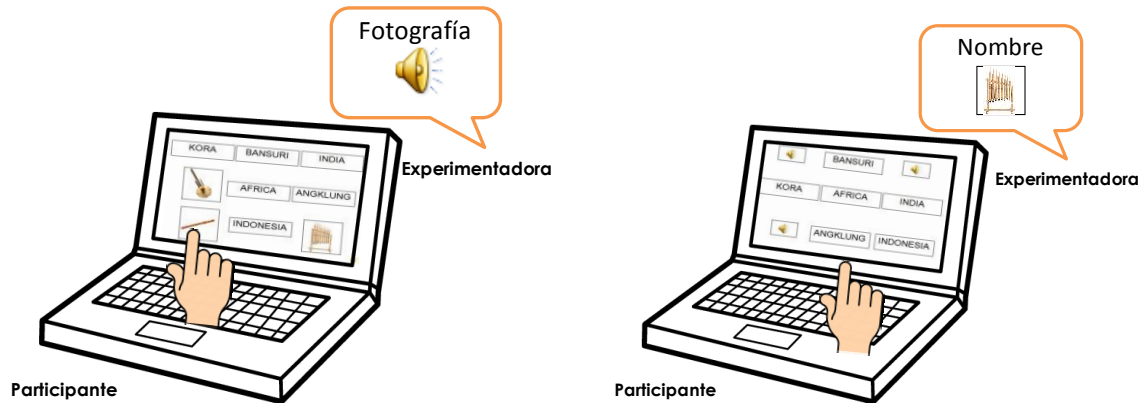 Fotografía
KORA BANSURI INDIA
AFRICA ANGKLUNG
INDONESIA
Experimentadora
Participante
Nombre
BANSURI
KORA AFRICA INDIA
ANGKLUNG INDONESIA
Experimentadora
Participante